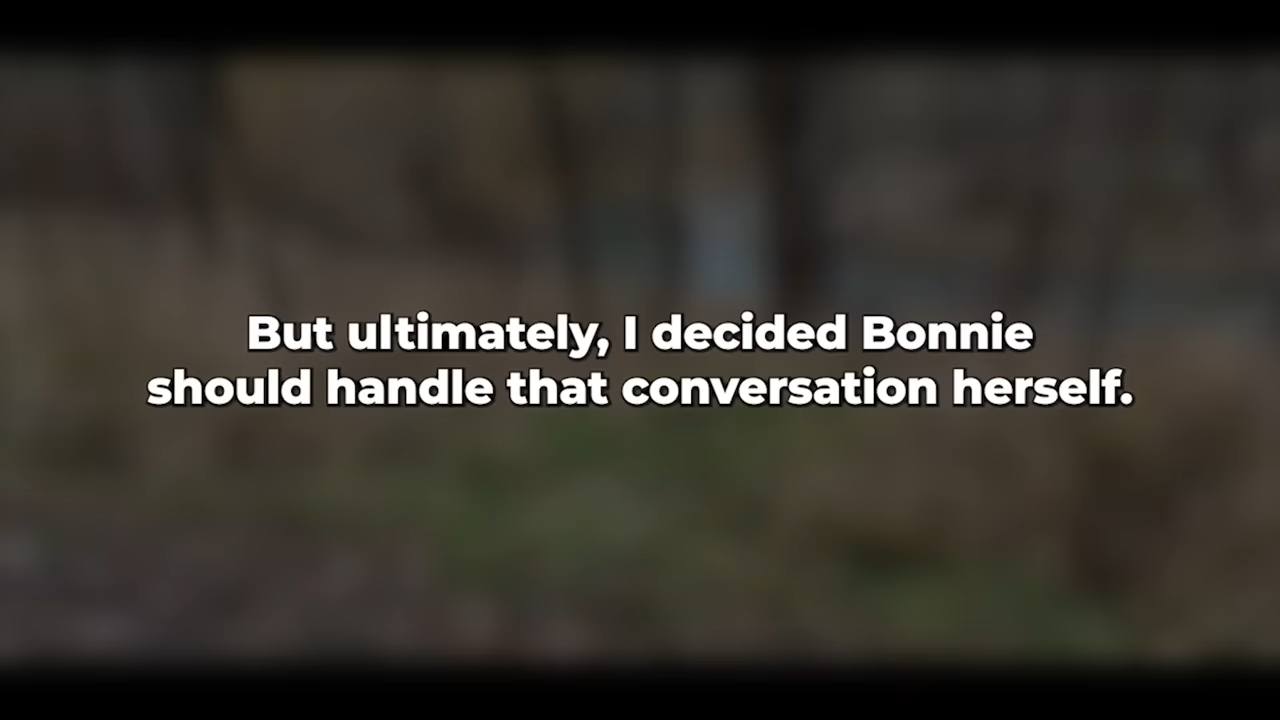 But ultimately, I decided Bonnie
should handle that conversation herself.